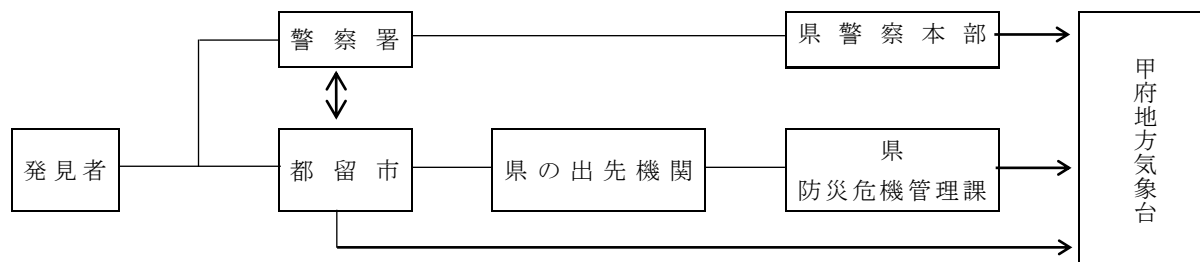 警察署
県警察本部
甲府地方気象台
発見者
都留市
県の出先機関
県
防災危機管理課